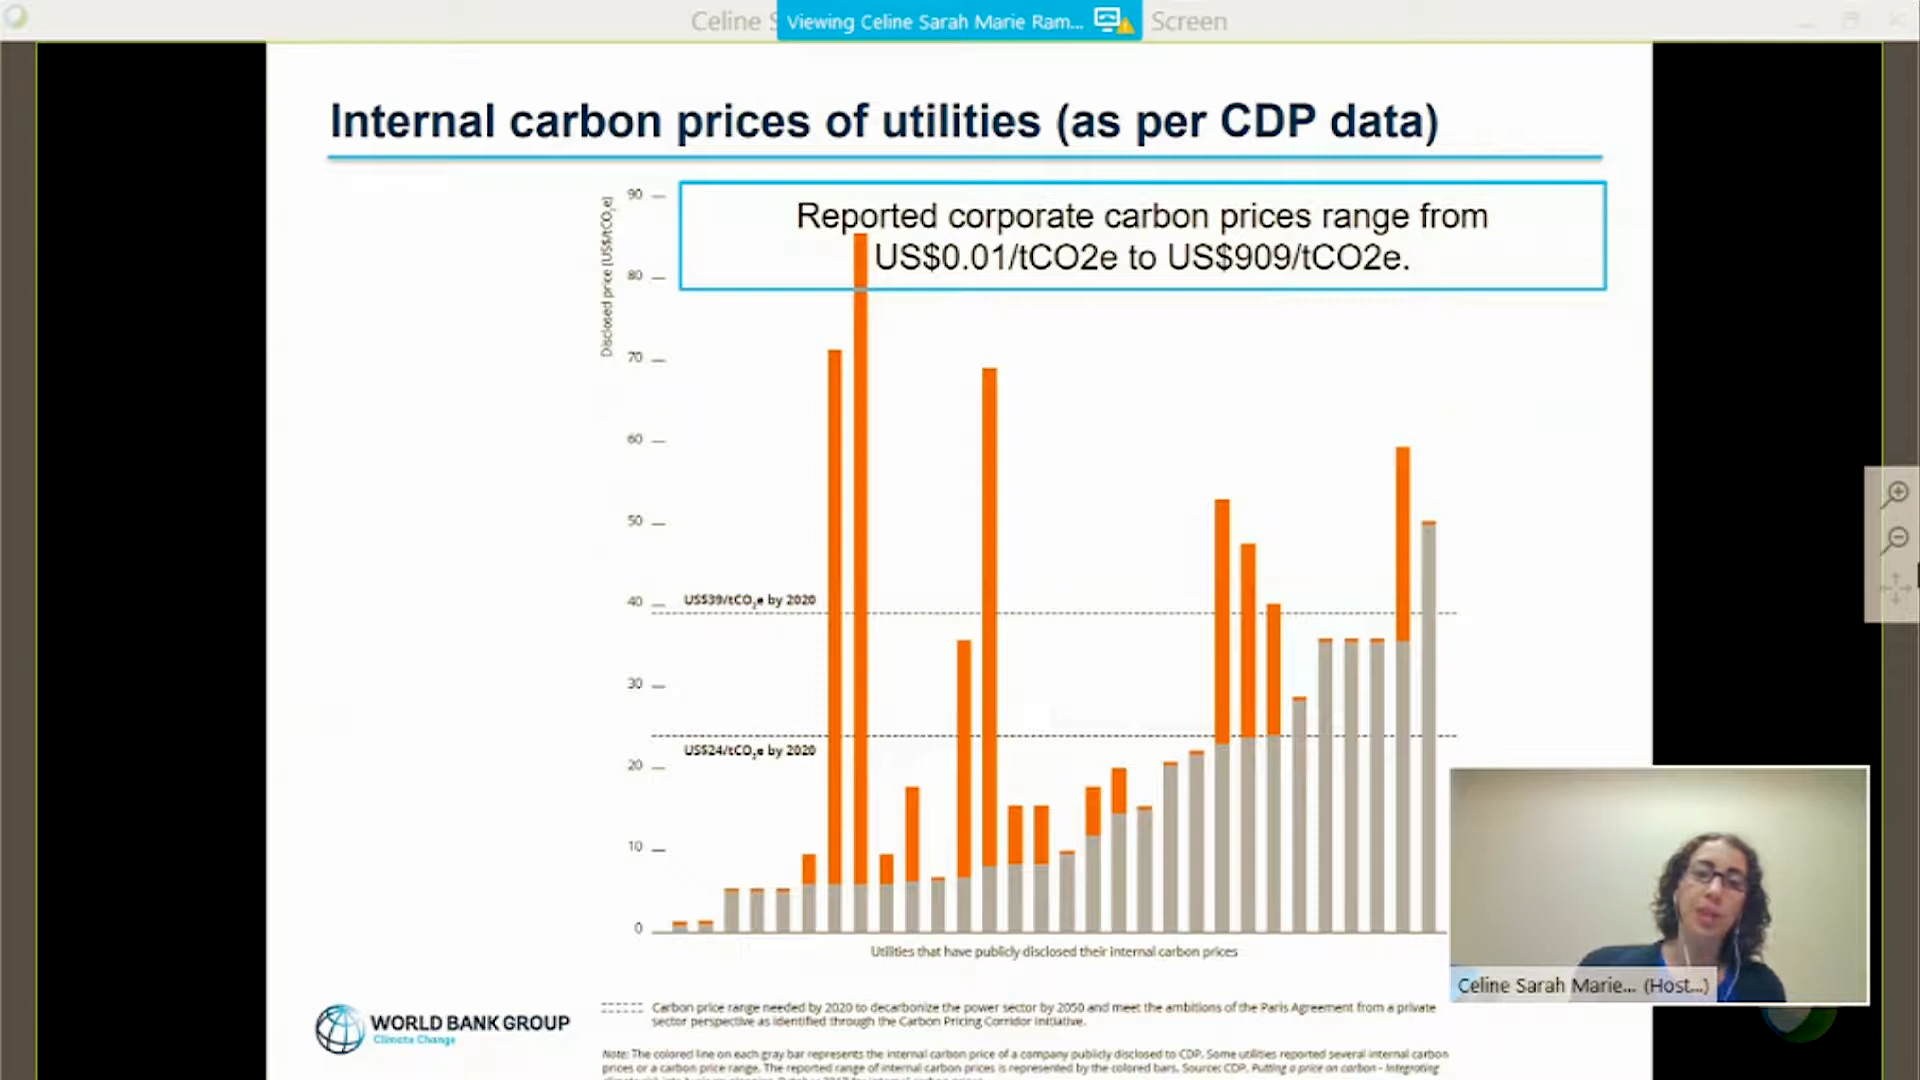 Celine S
Viewing Celine Sarah Marie Ram...
Screen
Internal carbon prices of utilities (as per CDP data)
Reported corporate carbon prices range from
US$0.01/tCO2e to US$909/tCO2e.
Disclosed price (US$/tCO₂e)
90
80
70
60
50
40
30
20
10
0
US$39/tCO₂e by 2020
US$24/tCO₂e by 2020
Utilities that have publicly disclosed their internal carbon prices
Carbon price range needed by 2020 to decarbonize the power sector by 2050 and meet the ambitions of the Paris Agreement from a private
sector perspective as identified through the Carbon Pricing Corridor Initiative.
WORLD BANK GROUP
Climate Change
Note: The colored line on each gray bar represents the internal carbon price of a company publicly disclosed to CDP. Some utilities reported several internal carbon
prices or a carbon price range. The reported range of internal carbon prices is represented by the colored bars. Source: CDP, Putting a price on carbon - Integrating
Celine Sarah Marie... (Host...)